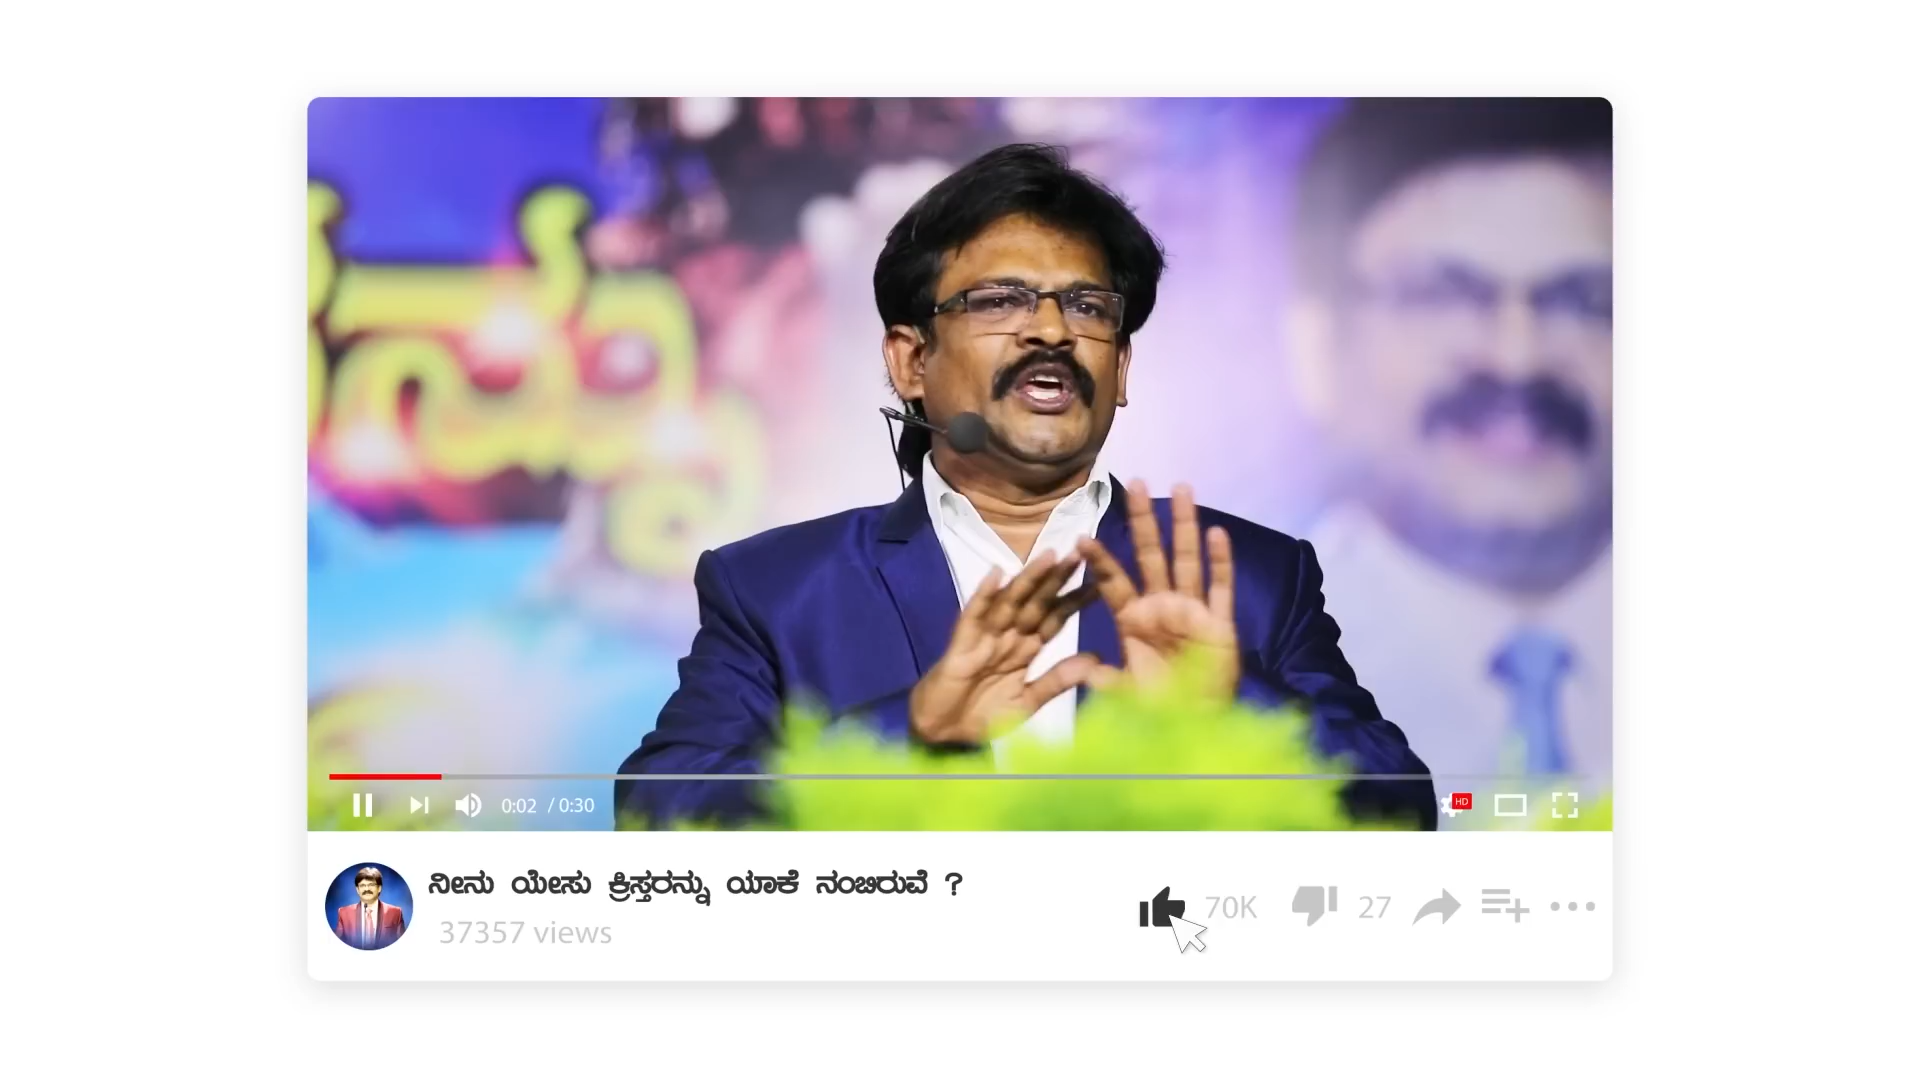 0:02 / 0:30
HD
ನೀನು ಯೇಸು ಕ್ರಿಸ್ತರನ್ನು ಯಾಕೆ ನಂಬಿರುವೆ ?
37357 views
70K
27